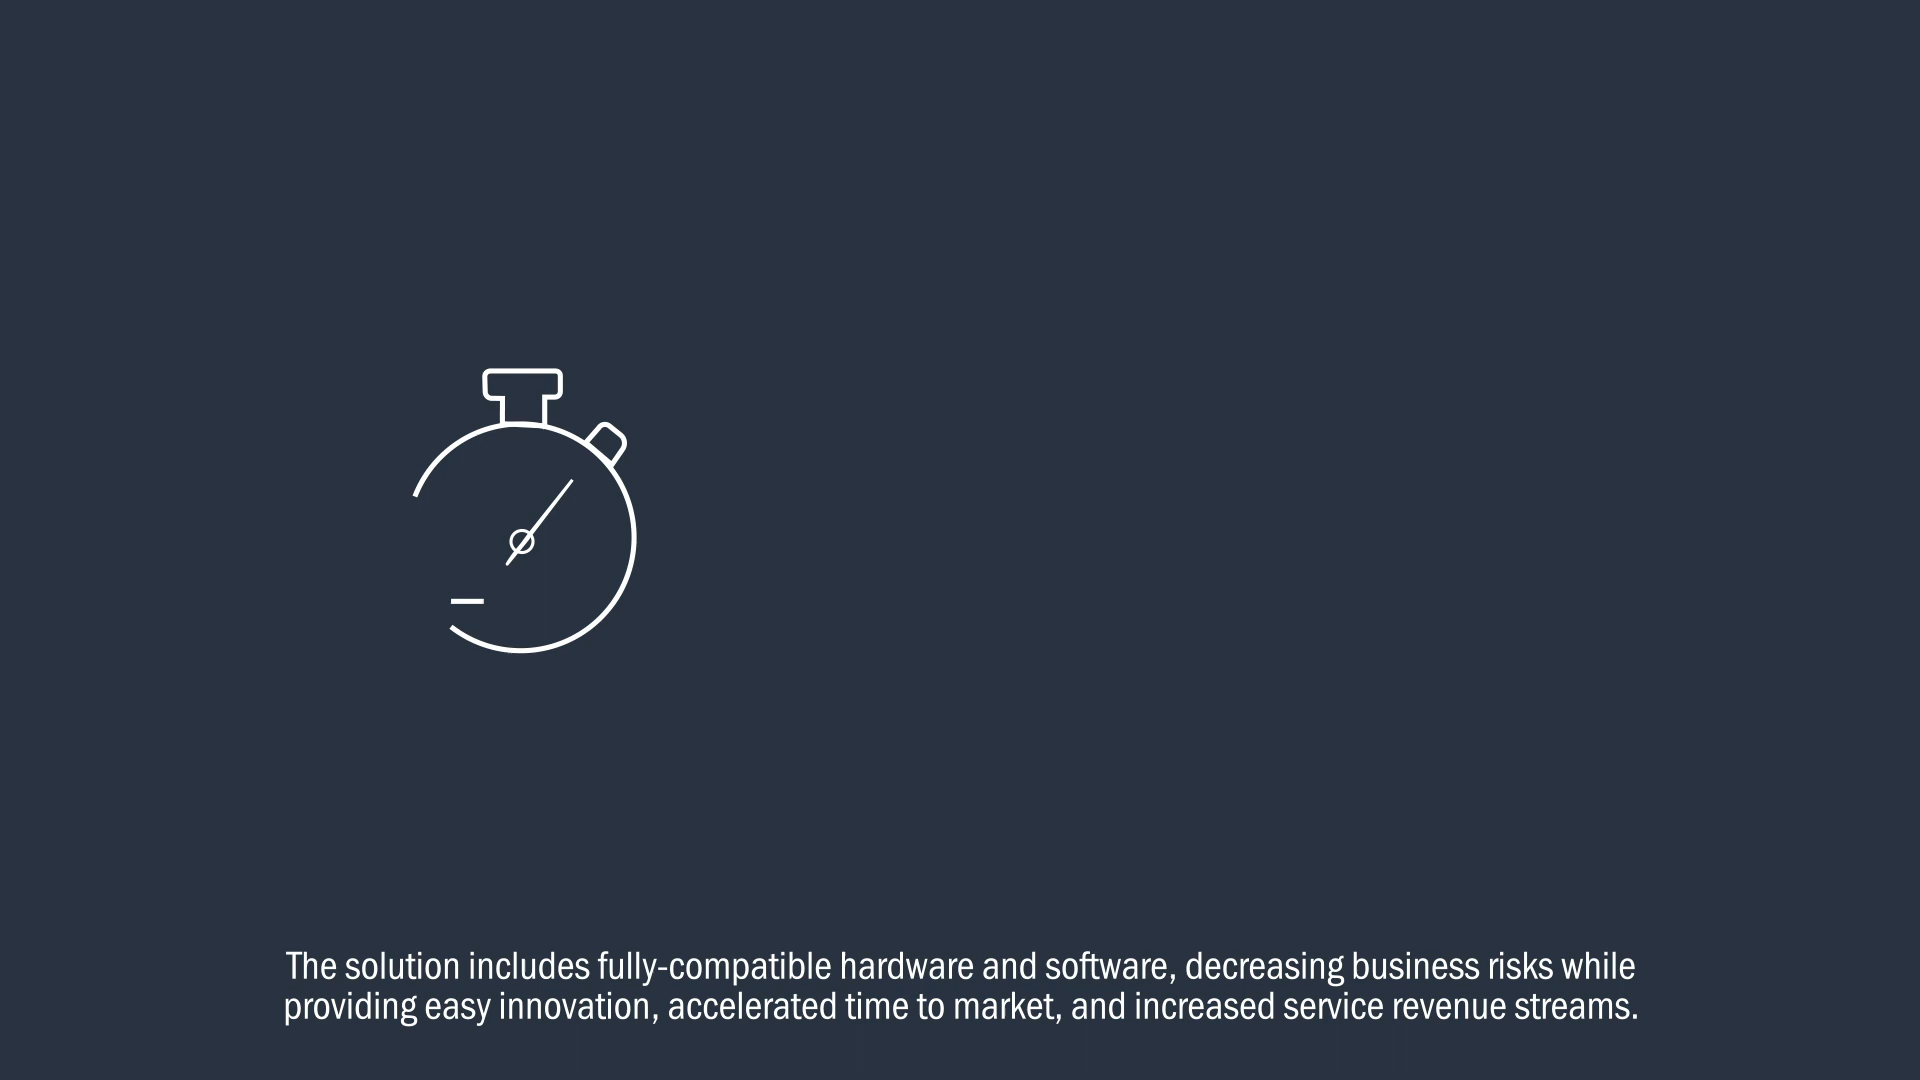 The solution includes fully-compatible hardware and software, decreasing business risks while
providing easy innovation, accelerated time to market, and increased service revenue streams.